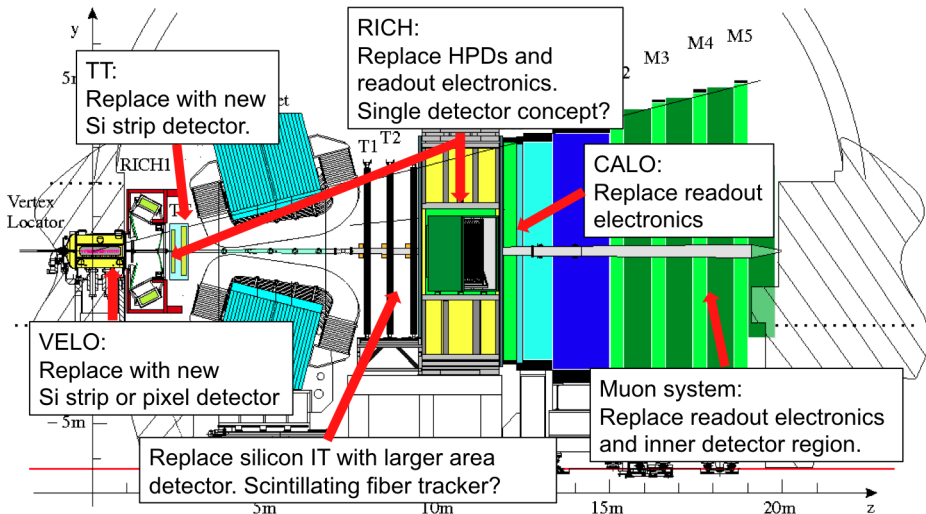 y
5m
TT:
Replace with new
Si strip detector.
RICH:
Replace HPDs and
readout electronics.
Single detector concept?
M3
M4
M5
T1
T2
RICH1
CALO:
Replace readout
electronics
Vertex
Locator
VELO:
Replace with new
Si strip or pixel detector
Muon system:
Replace readout electronics
and inner detector region.
Replace silicon IT with larger area
detector. Scintillating fiber tracker?
– 5m
5m
10m
15m
20m
z